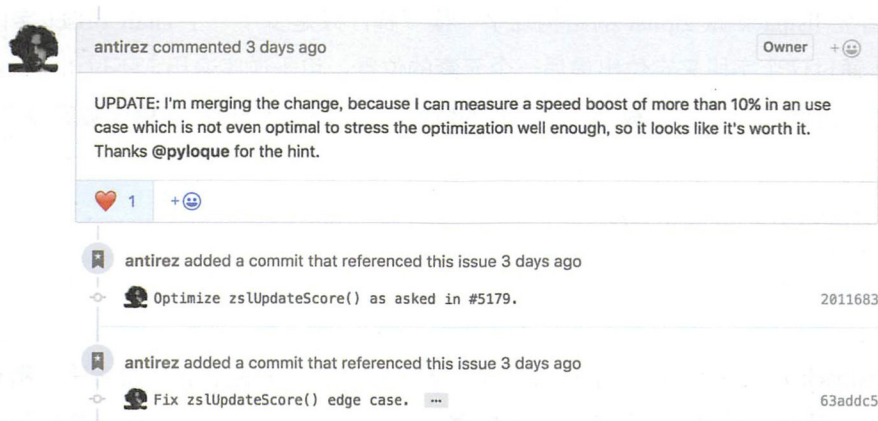 antirez commented 3 days ago
Owner
UPDATE: I'm merging the change, because I can measure a speed boost of more than 10% in an use
case which is not even optimal to stress the optimization well enough, so it looks like it's worth it.
Thanks @pyloque for the hint.
1
antirez added a commit that referenced this issue 3 days ago
Optimize zslUpdateScore() as asked in #5179.
2011683
antirez added a commit that referenced this issue 3 days ago
Fix zslUpdateScore() edge case.
63addc5